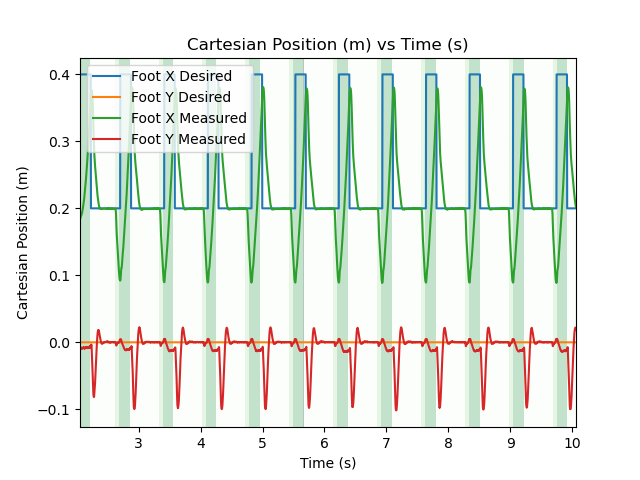 Cartesian Position (m) vs Time (s)
Foot X Desired
Foot Y Desired
Foot X Measured
Foot Y Measured
Cartesian Position (m)
0.4
0.3
0.2
0.1
0.0
−0.1
3 4 5 6 7 8 9 10
Time (s)